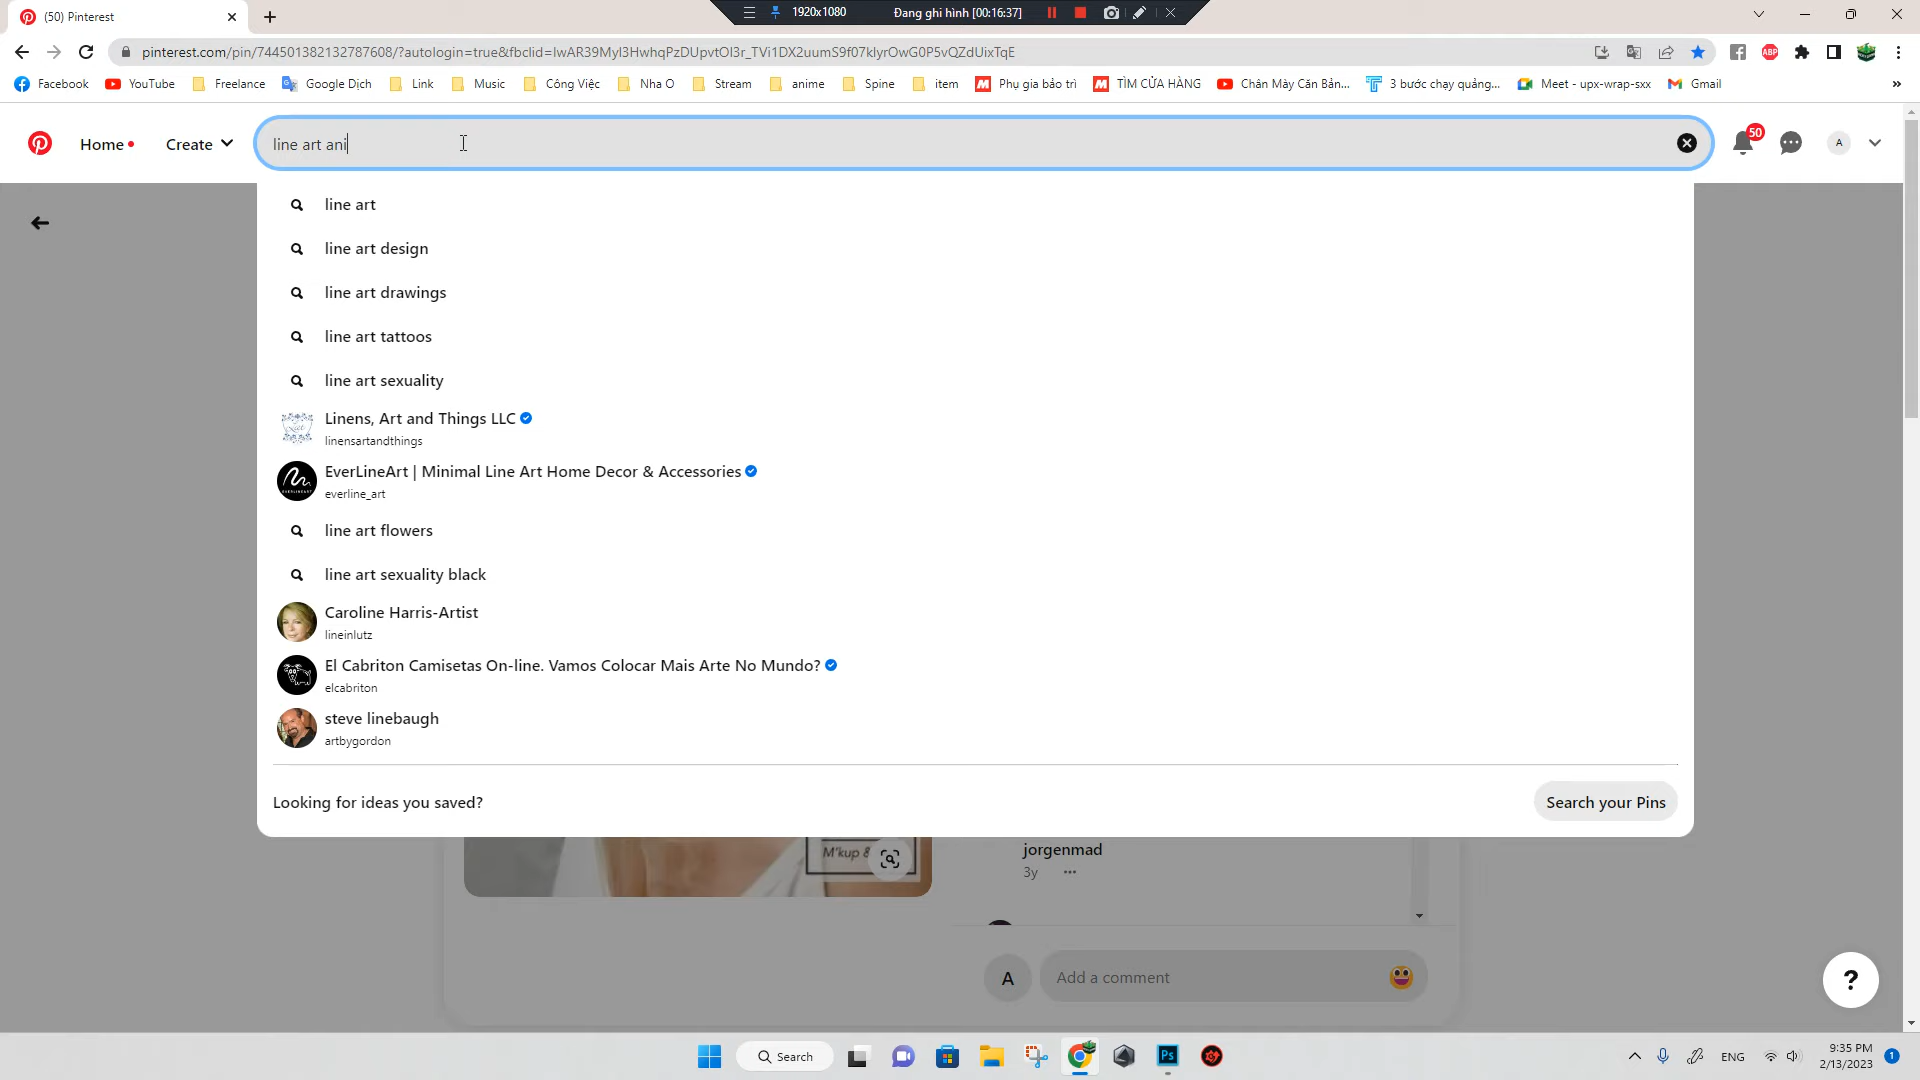 (50) Pinterest
1920x1080
Đang ghi hình [00:16:37]
pinterest.com/pin/744501382132787608/?autologin=true&fbclid=IwAR39MyI3HwhqPzDUpvtOI3r_TVi1DX2uumS9f07kIyrOwG0P5vQZdUixTqE
ABP
Facebook
YouTube
Freelance
Google Dịch
Link
Music
Công Việc
Nha O
Stream
anime
Spine
item
Phụ gia bảo trì
TÌM CỬA HÀNG
Chân Mày Căn Bản...
3 bước chạy quảng...
Meet - upx-wrap-sxx
Gmail
Home
Create
line art ani
50
A
line art
line art design
line art drawings
line art tattoos
line art sexuality
Linens, Art and Things LLC
linensartandthings
EverLineArt | Minimal Line Art Home Decor & Accessories
everline_art
line art flowers
line art sexuality black
Caroline Harris-Artist
lineinlutz
El Cabriton Camisetas On-line. Vamos Colocar Mais Arte No Mundo?
elcabriton
steve linebaugh
artbygordon
Looking for ideas you saved?
Search your Pins
M'kup &
jorgenmad
3y
A
Add a comment
?
Search
Ps
ENG
9:35 PM
2/13/2023
1